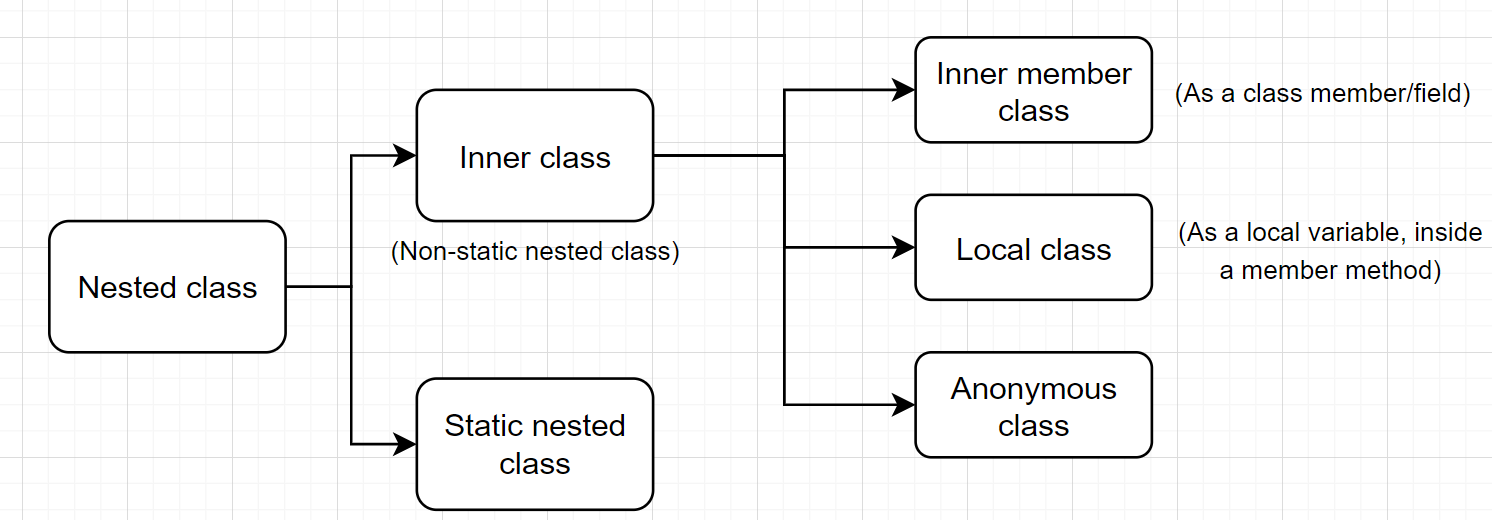 Nested class
Inner class
(Non-static nested class)
Static nested
class
Inner member
class
(As a class member/field)
Local class
(As a local variable, inside
a member method)
Anonymous
class